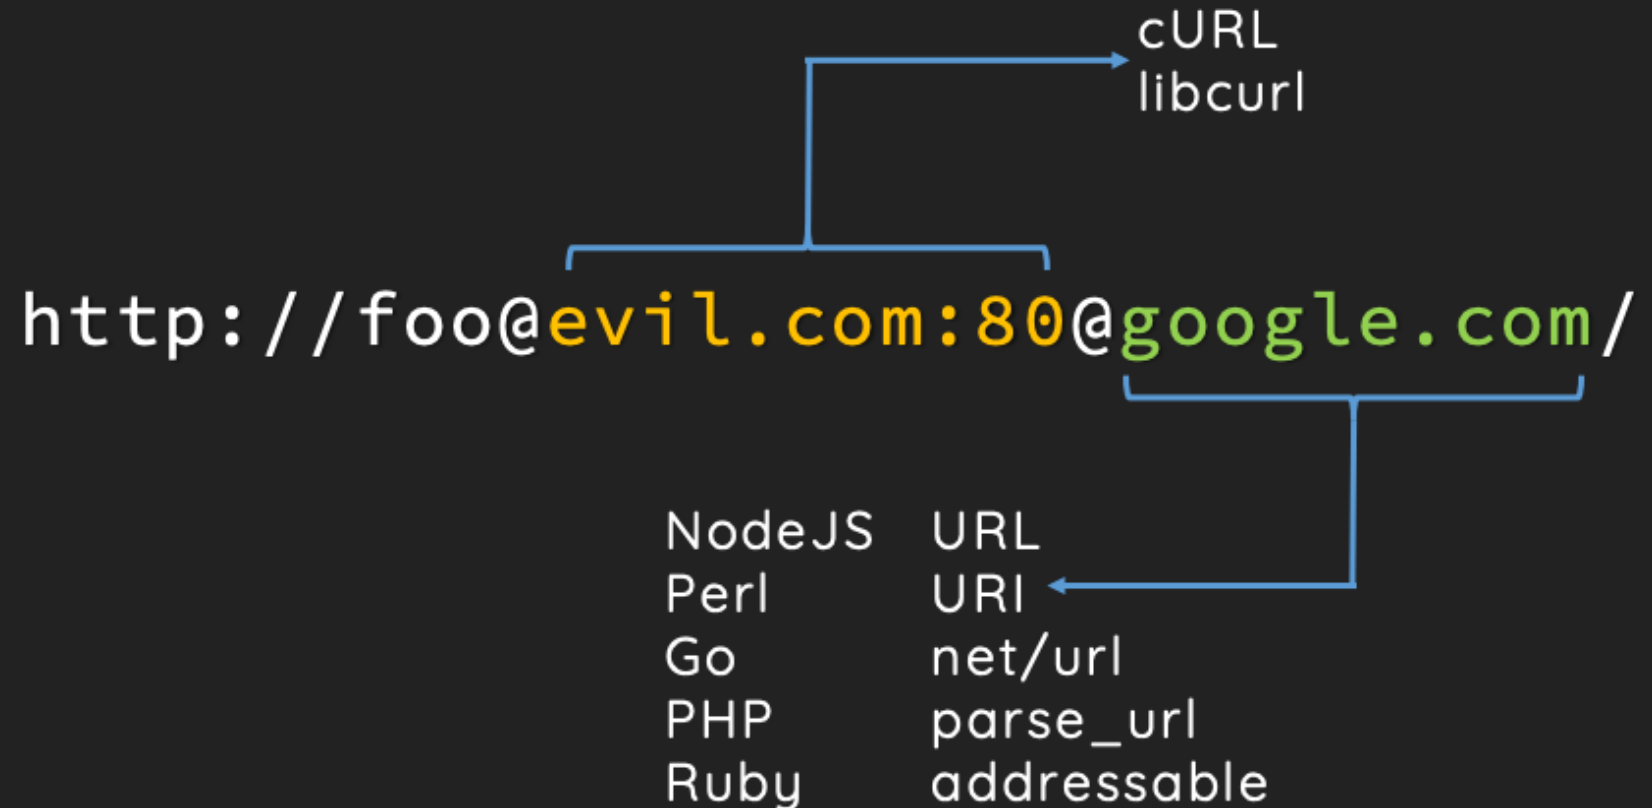 cURL
libcurl
http://foo@evil.com:80@google.com/
NodeJS URL
Perl URI
Go net/url
PHP parse_url
Ruby addressable